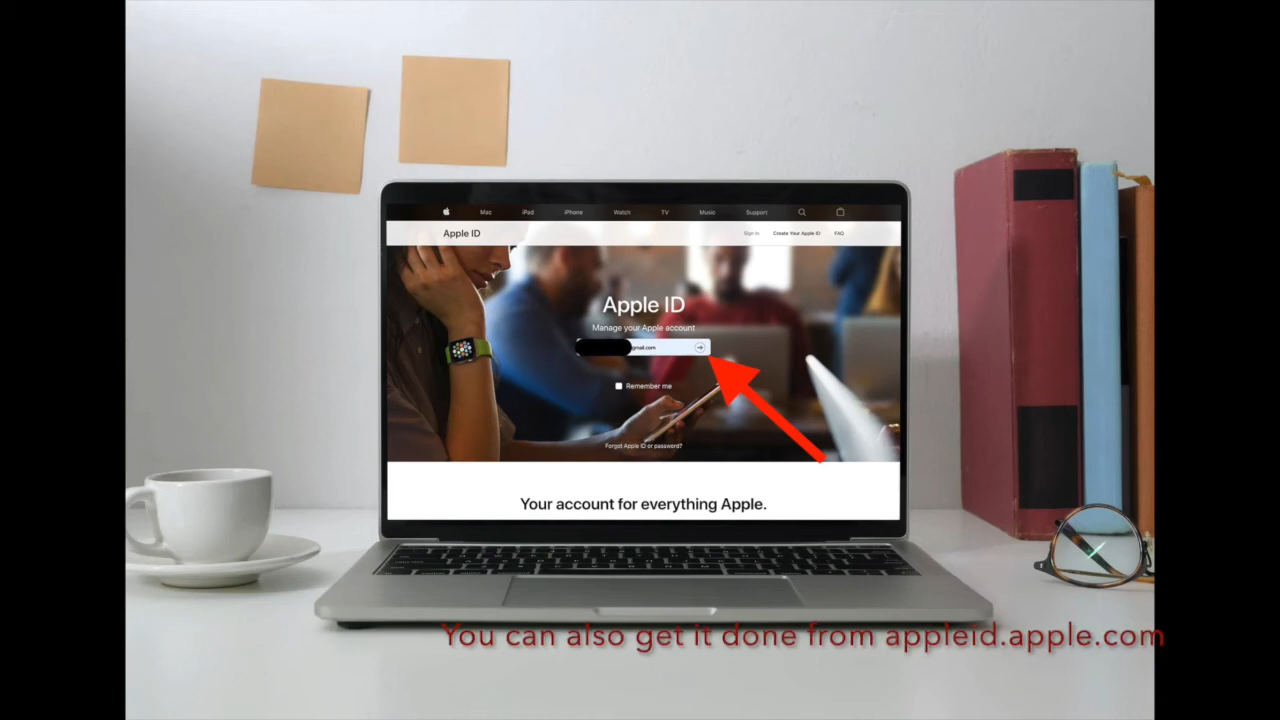 Mac iPad iPhone Watch TV Music Support
Apple ID Sign In Create Your Apple ID FAQ
Apple ID
Manage your Apple account
gmail.com
Remember me
Forgot Apple ID or password?
Your account for everything Apple.
You can also get it done from appleid.apple.com